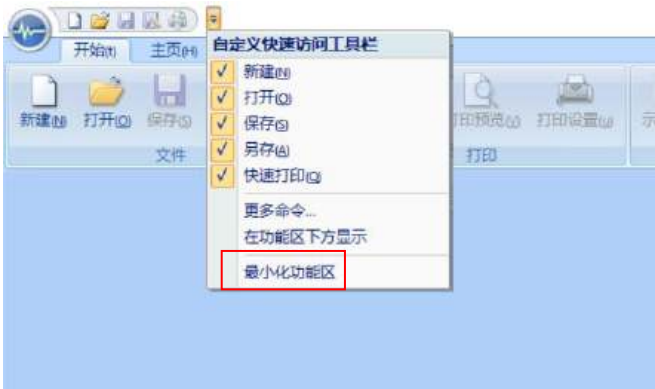 开始(H) 主页(H)
自定义快速访问工具栏
新建(N)
打开(O)
保存(S)
另存(A)
快速打印(Q)
更多命令...
在功能区下方显示
最小化功能区
新建(N) 打开(O) 保存(S)
文件
打印预览(V) 打印设置(U) 示
打印